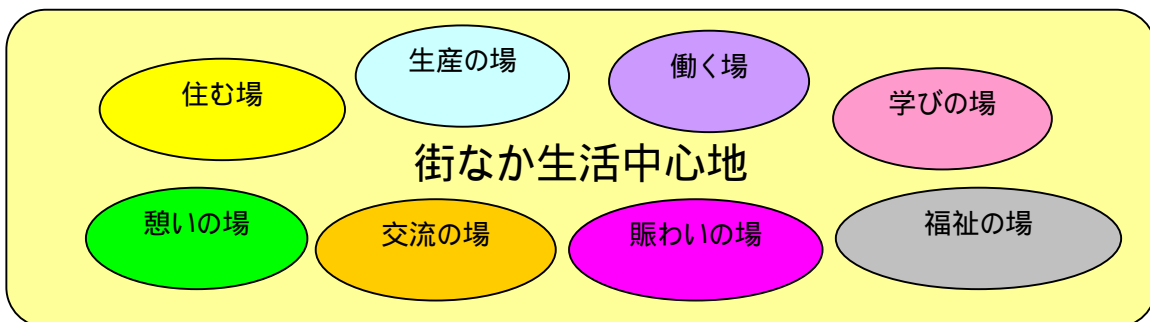 生産の場
働く場
住む場
学びの場
街なか生活中心地
憩いの場
交流の場
賑わいの場
福祉の場